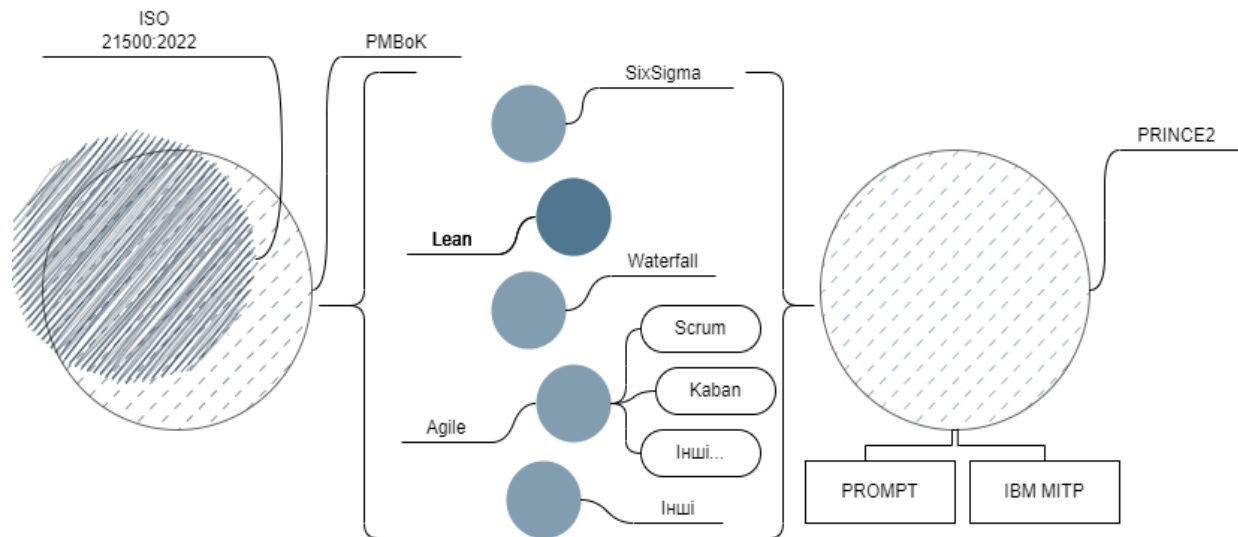 ISO
21500:2022
PMBoK
SixSigma
PRINCE2
Lean
Waterfall
Scrum
Kaban
Agile
Інші...
PROMPT
IBM MITP
Інші